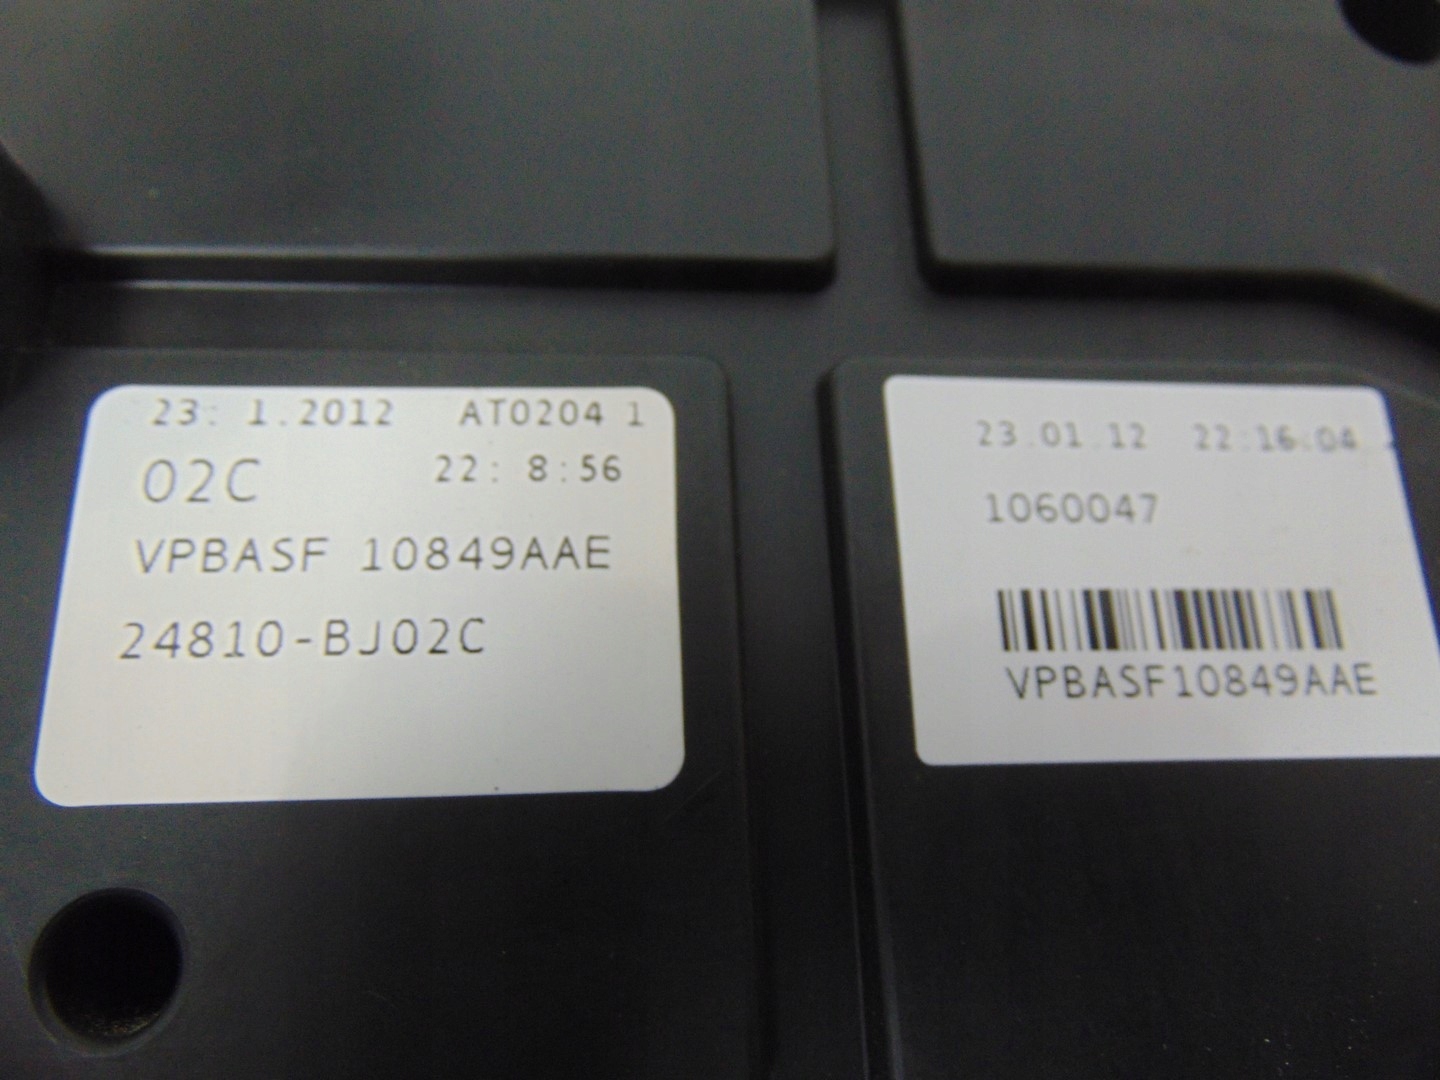 23: 1.2012 AT0204 1
02C 22: 8:56
VPBASF 10849AAE
24810-BJ02C
23.01.12 22:16:04
1060047
VPBASF10849AAE